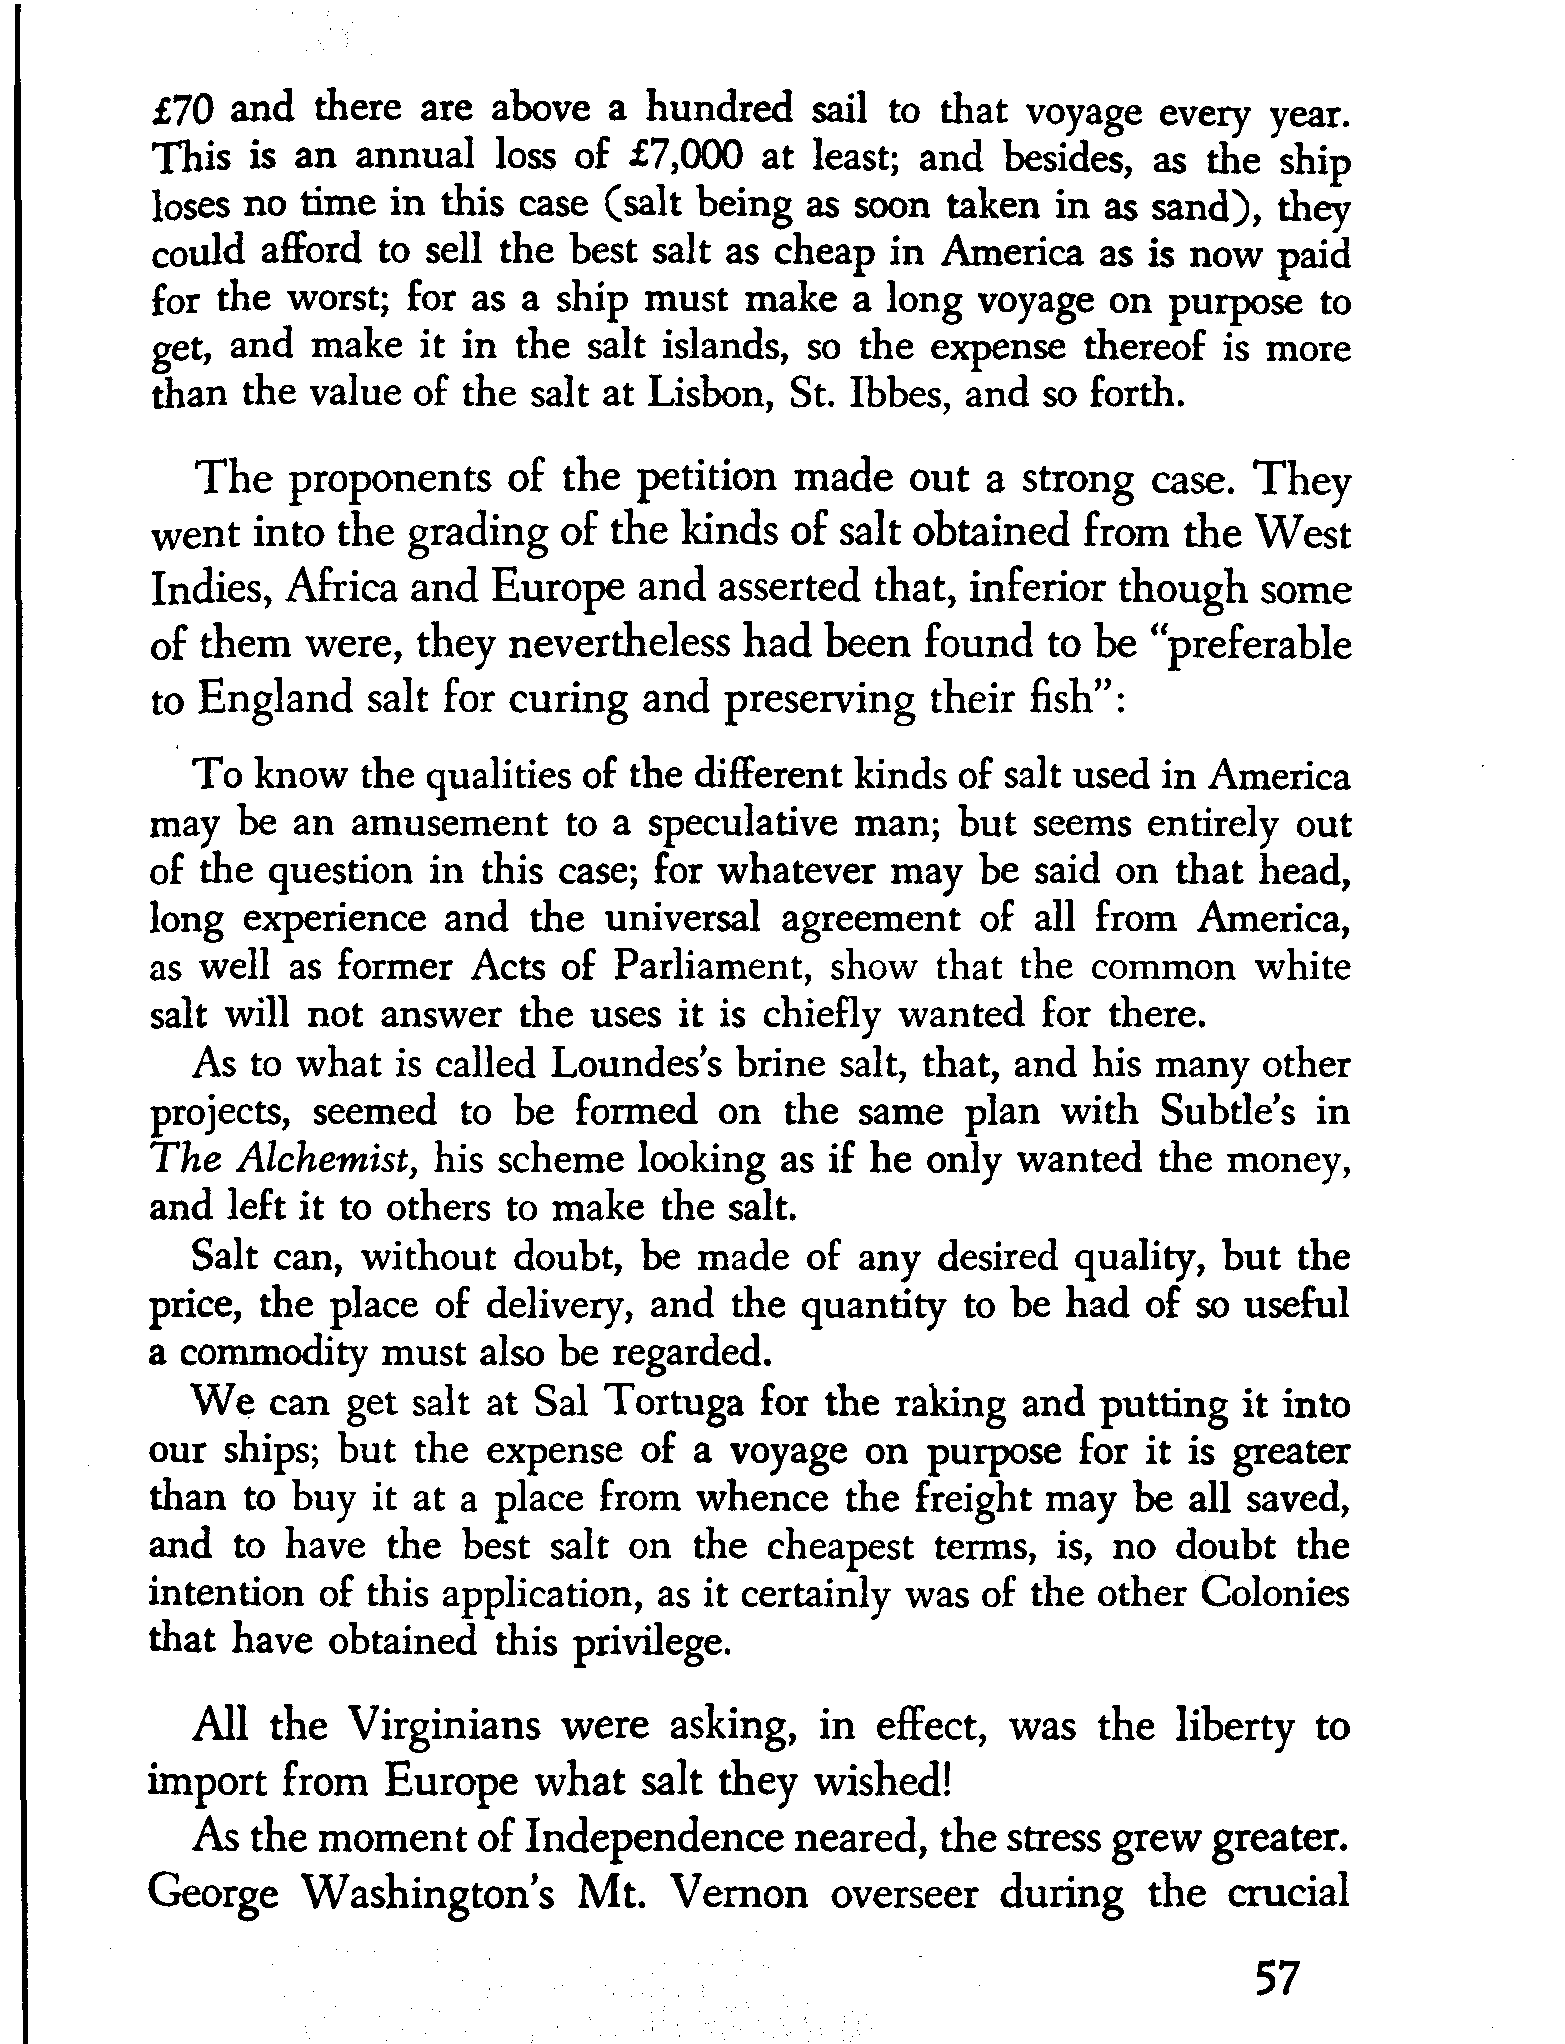 £70 and there are above a hundred sail to that voyage every year.
This is an annual loss of £7,000 at least; and besides, as the ship
loses no time in this case (salt being as soon taken in as sand), they
could afford to sell the best salt as cheap in America as is now paid
for the worst; for as a ship must make a long voyage on purpose to
get, and make it in the salt islands, so the expense thereof is more
than the value of the salt at Lisbon, St. Ibbes, and so forth.
The proponents of the petition made out a strong case. They
went into the grading of the kinds of salt obtained from the West
Indies, Africa and Europe and asserted that, inferior though some
of them were, they nevertheless had been found to be "preferable
to England salt for curing and preserving their fish":
To know the qualities of the different kinds of salt used in America
may be an amusement to a speculative man; but seems entirely out
of the question in this case; for whatever may be said on that head,
long experience and the universal agreement of all from America,
as well as former Acts of Parliament, show that the common white
salt will not answer the uses it is chiefly wanted for there.
As to what is called Loundes's brine salt, that, and his many other
projects, seemed to be formed on the same plan with Subtle's in
The Alchemist, his scheme looking as if he only wanted the money,
and left it to others to make the salt.
Salt can, without doubt, be made of any desired quality, but the
price, the place of delivery, and the quantity to be had of so useful
a commodity must also be regarded.
We can get salt at Sal Tortuga for the raking and putting it into
our ships; but the expense of a voyage on purpose for it is greater
than to buy it at a place from whence the freight may be all saved,
and to have the best salt on the cheapest terms, is, no doubt the
intention of this application, as it certainly was of the other Colonies
that have obtained this privilege.
All the Virginians were asking, in effect, was the liberty to
import from Europe what salt they wished!
As the moment of Independence neared, the stress grew greater.
George Washington's Mt. Vernon overseer during the crucial
57